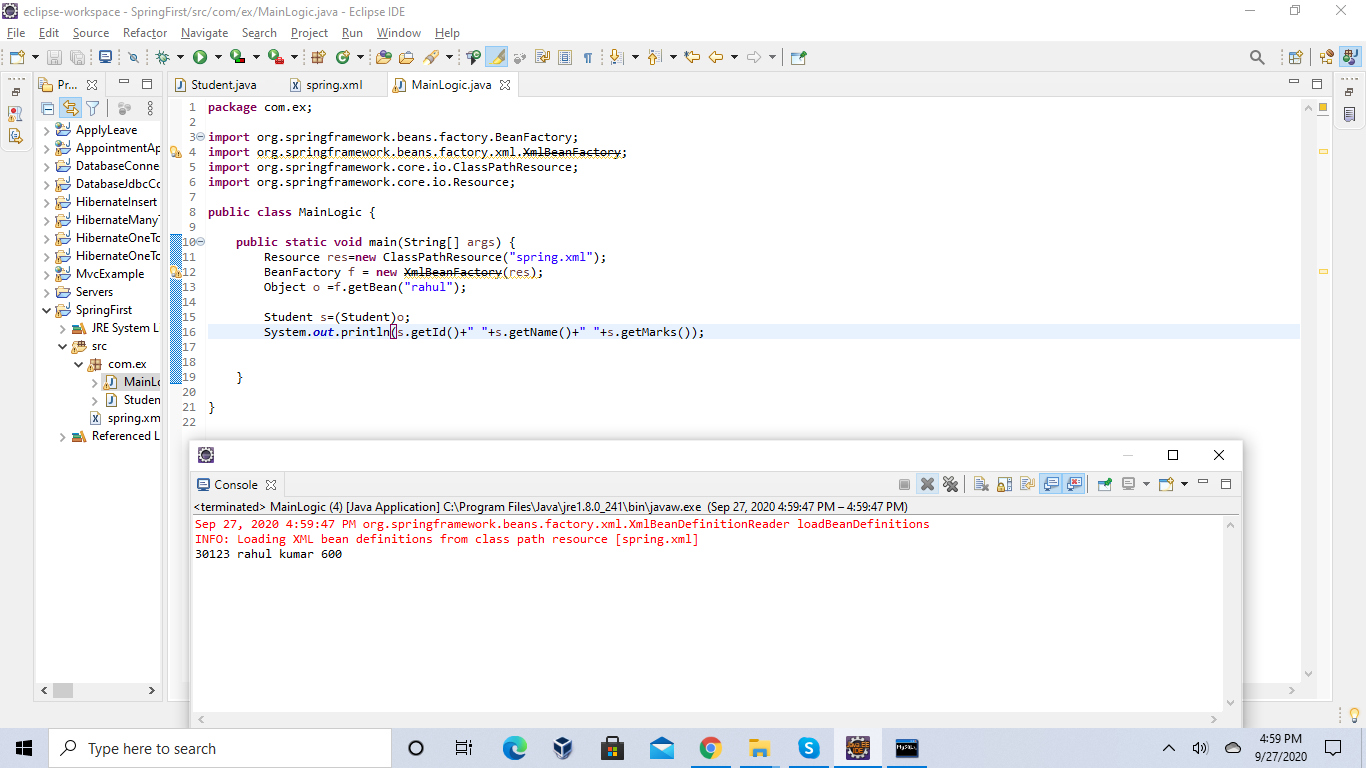 eclipse-workspace - SpringFirst/src/com/ex/MainLogic.java - Eclipse IDE
File Edit Source Refactor Navigate Search Project Run Window Help
Pr...
Student.java spring.xml MainLogic.java
ApplyLeave
AppointmentAp
DatabaseConne
DatabaseJdbcCo
HibernateInsert
HibernateMany
HibernateOneTo
HibernateOneTo
MvcExample
Servers
SpringFirst
JRE System L
src
com.ex
MainLo
Studen
spring.xm
Referenced L
1 package com.ex;
2
3 import org.springframework.beans.factory.BeanFactory;
4 import org.springframework.beans.factory.xml.XmlBeanFactory;
5 import org.springframework.core.io.ClassPathResource;
6 import org.springframework.core.io.Resource;
7
8 public class MainLogic {
9
10 public static void main(String[] args) {
11 Resource res=new ClassPathResource("spring.xml");
12 BeanFactory f = new XmlBeanFactory(res);
13 Object o =f.getBean("rahul");
14
15 Student s=(Student)o;
16 System.out.println(s.getId()+" "+s.getName()+" "+s.getMarks());
17
18
19 }
20
21 }
22
Console
<terminated> MainLogic (4) [Java Application] C:\Program Files\Java\jre1.8.0_241\bin\javaw.exe (Sep 27, 2020 4:59:47 PM – 4:59:47 PM)
Sep 27, 2020 4:59:47 PM org.springframework.beans.factory.xml.XmlBeanDefinitionReader loadBeanDefinitions
INFO: Loading XML bean definitions from class path resource [spring.xml]
30123 rahul kumar 600
Type here to search
4:59 PM
9/27/2020